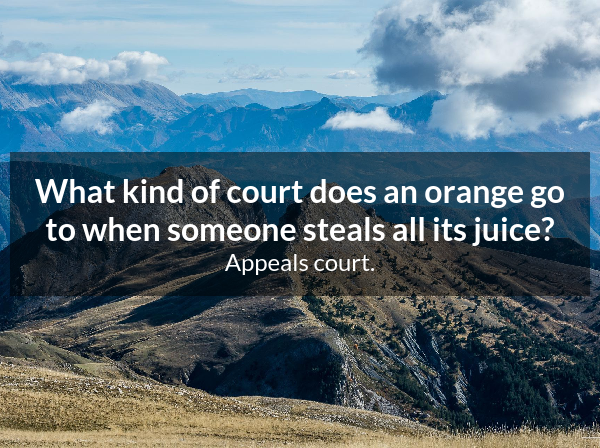 What kind of court does an orange go
to when someone steals all its juice?
Appeals court.